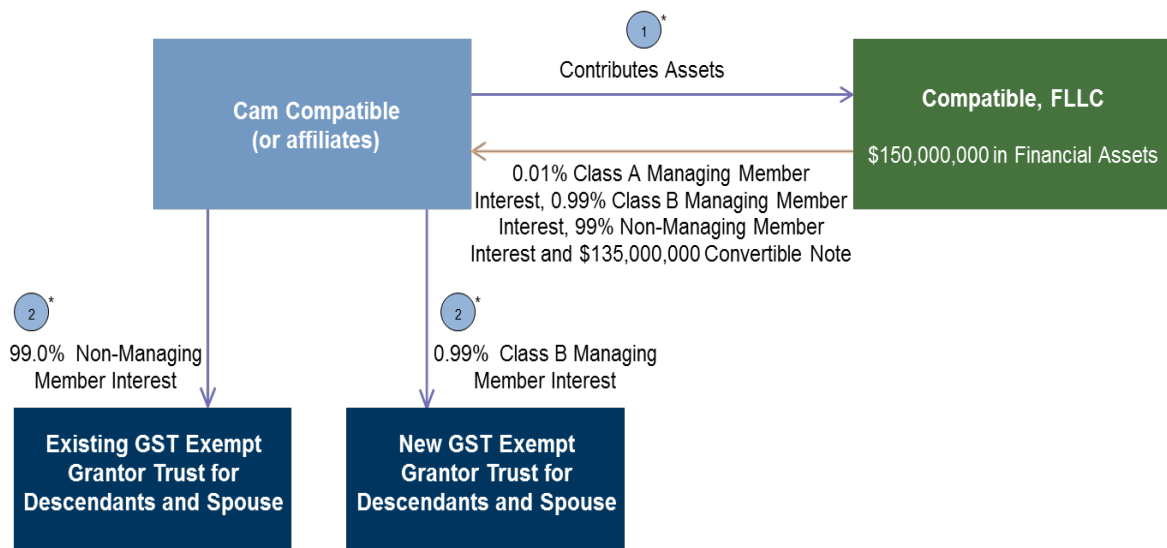 1*
Contributes Assets
Cam Compatible
(or affiliates)
Compatible, FLLC
$150,000,000 in Financial Assets
0.01% Class A Managing Member
Interest, 0.99% Class B Managing Member
Interest, 99% Non-Managing Member
Interest and $135,000,000 Convertible Note
2*
99.0% Non-Managing
Member Interest
2*
0.99% Class B Managing
Member Interest
Existing GST Exempt
Grantor Trust for
Descendants and Spouse
New GST Exempt
Grantor Trust for
Descendants and Spouse